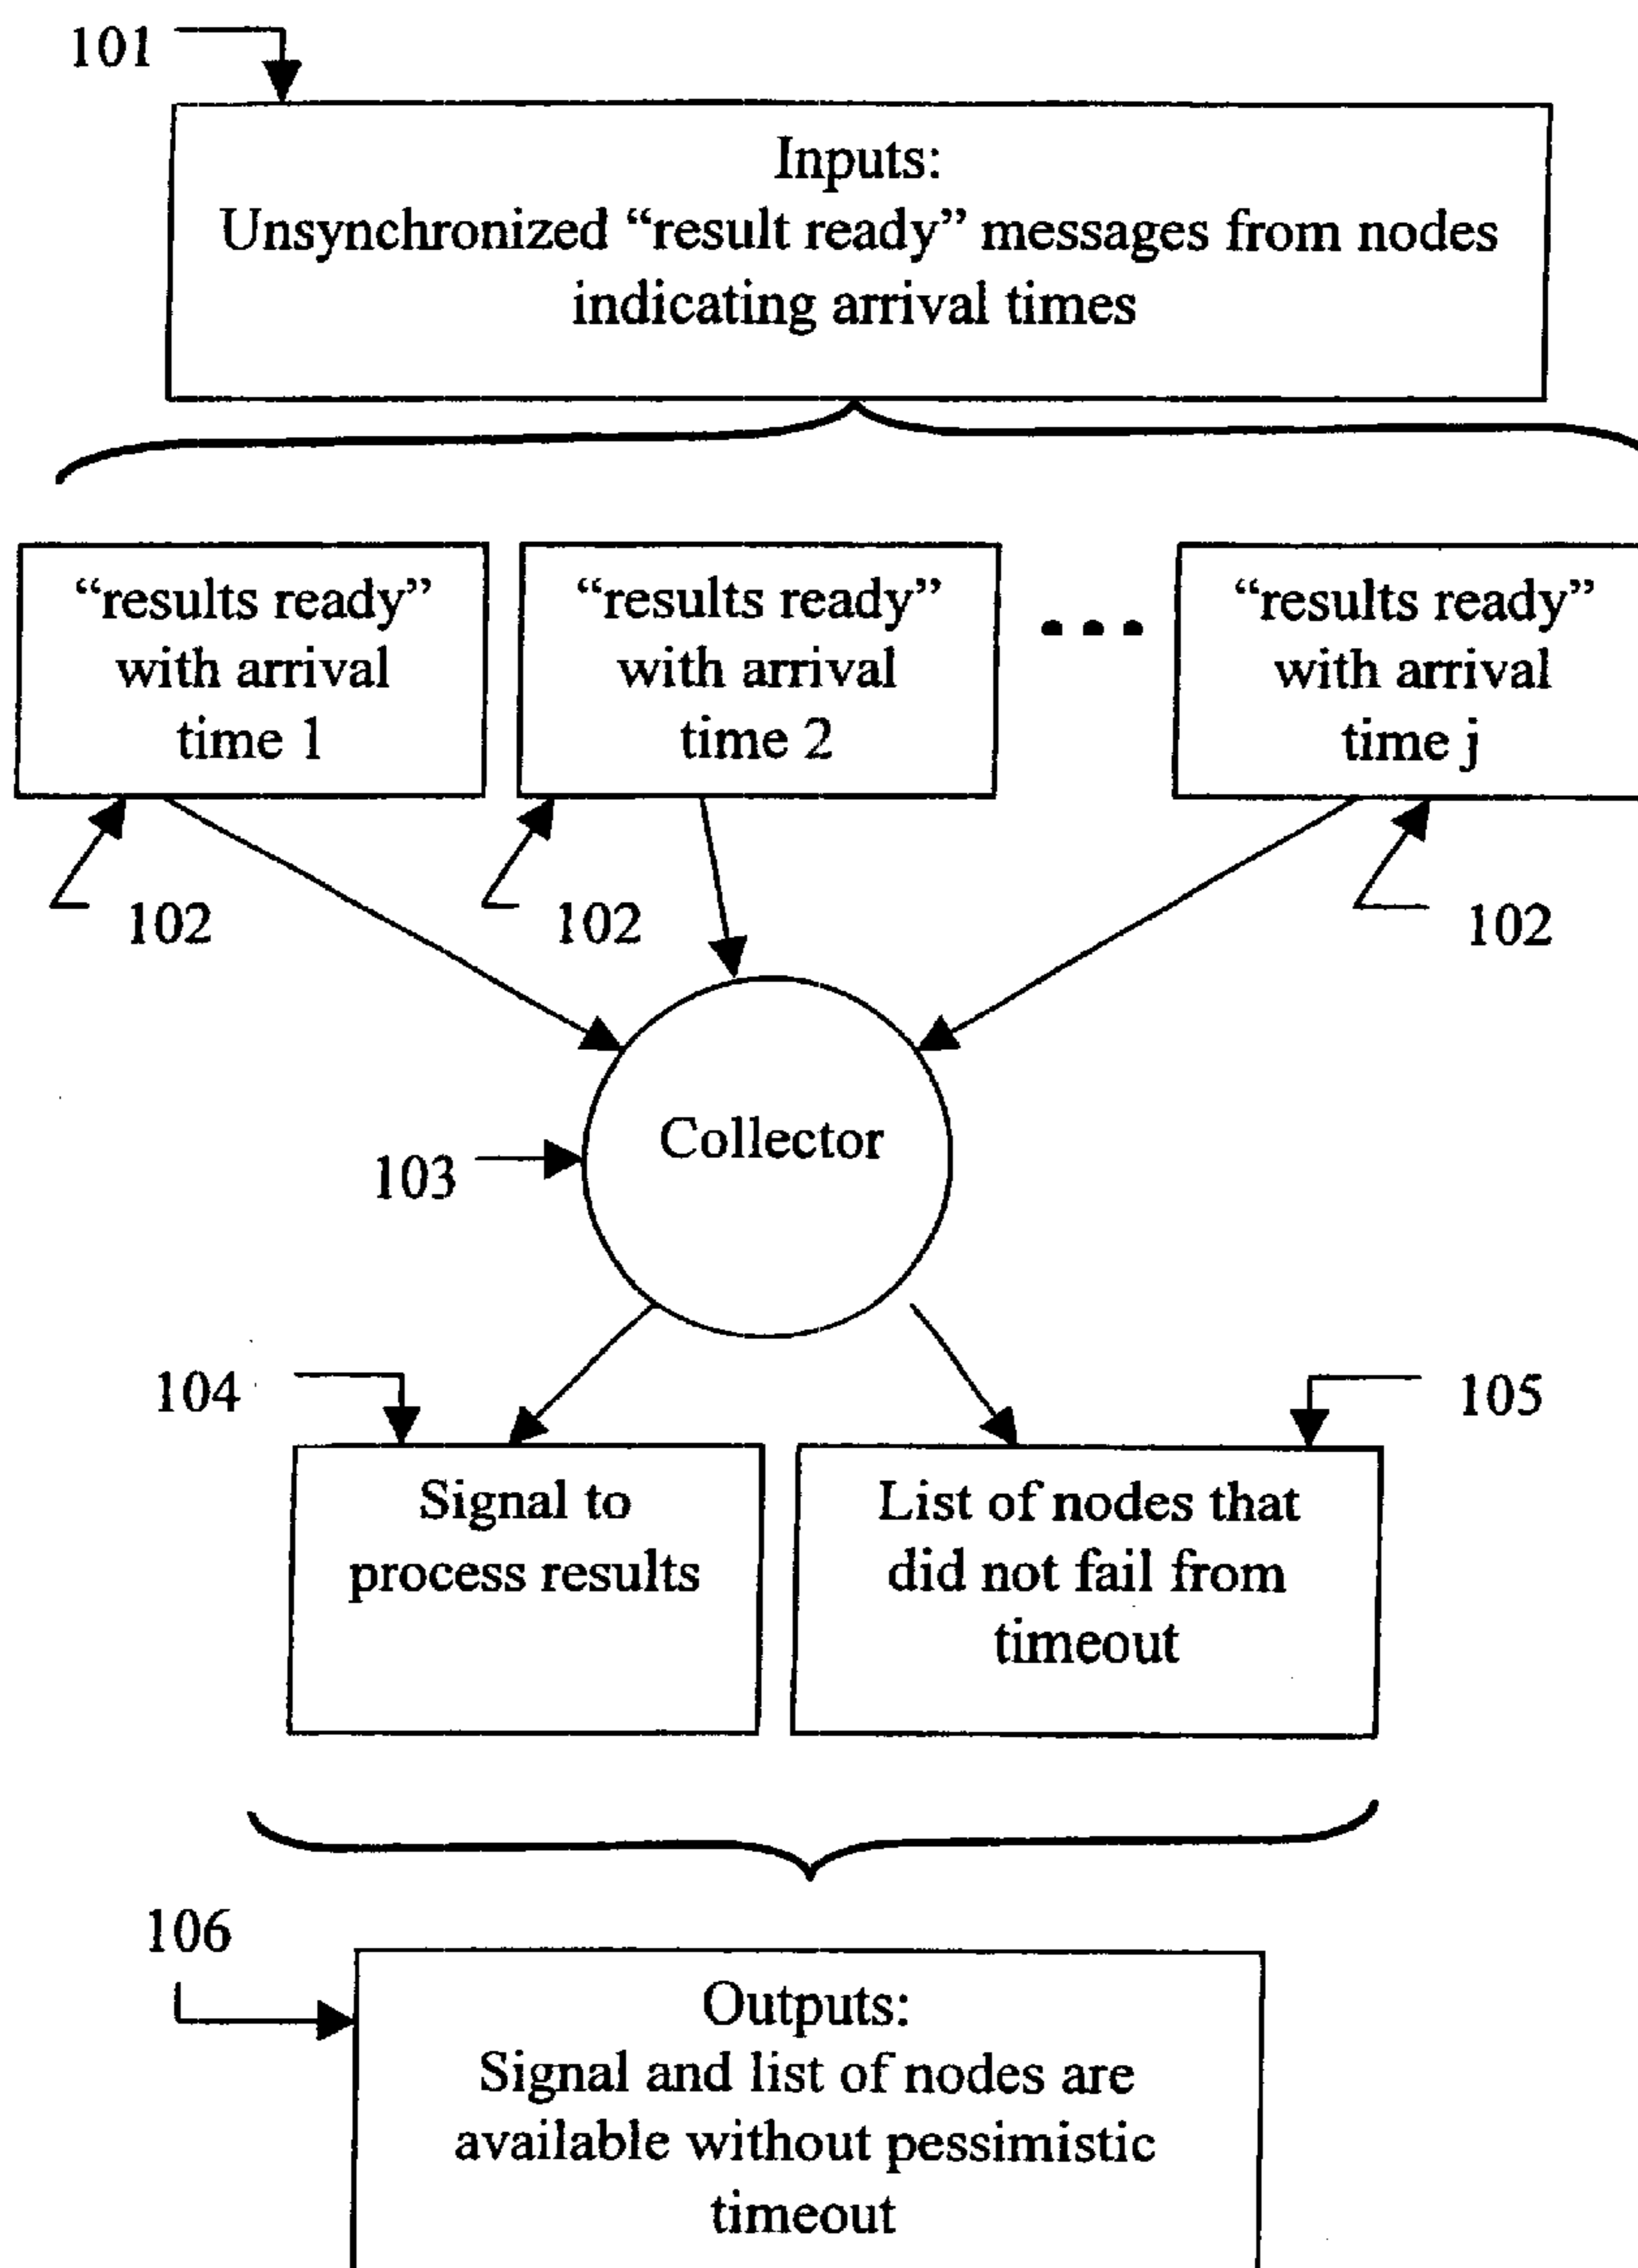 101
Inputs:
Unsynchronized “result ready” messages from nodes
indicating arrival times
“results ready”
with arrival
time 1
“results ready”
with arrival
time 2
•••
“results ready”
with arrival
time j
102
102
102
Collector
103
104
105
Signal to
process results
List of nodes that
did not fail from
timeout
106
Outputs:
Signal and list of nodes are
available without pessimistic
timeout